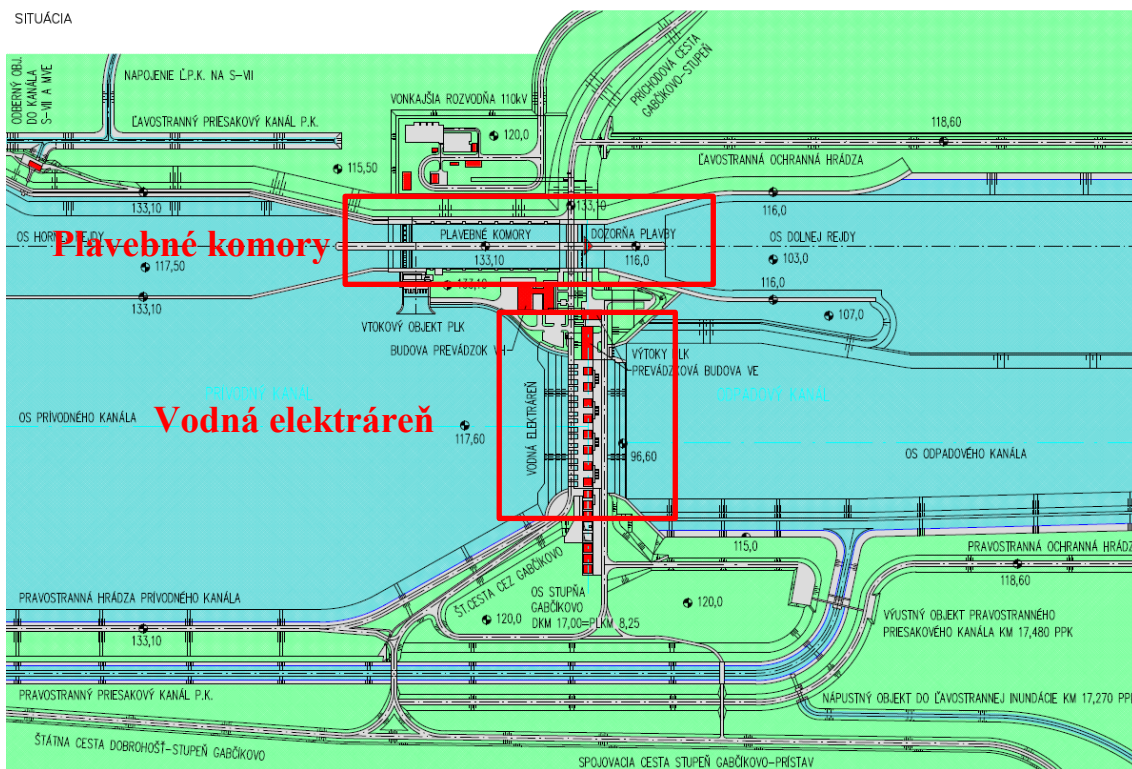 SITUÁCIA
ODBERNÝ OBJ.
DO KANÁLA
S-VII A MVE
NAPOJENIE Ľ.P.K. NA S-VII
ĽAVOSTRANNÝ PRIESAKOVÝ KANÁL P.K.
VONKAJŠIA ROZVODŇA 110kV
120,0
PRÍCHODOVÁ CESTA
GABČÍKOVO-STUPEŇ
118,60
ĽAVOSTRANNÁ OCHRANNÁ HRÁDZA
115,50
133,10
133,10
116,0
OS HORNEJ REJDY
Plavebné komory
PLAVEBNÉ KOMORY
DOZORŇA PLAVBY
OS DOLNEJ REJDY
133,10
116,0
103,0
117,50
116,0
133,10
133,10
107,0
VTOKOVÝ OBJEKT PLK
BUDOVA PREVÁDZOK VH
VÝTOKY PLK
PREVÁDZKOVÁ BUDOVA VE
PRÍVODNÝ KANÁL
ODPADOVÝ KANÁL
OS PRÍVODNÉHO KANÁLA
Vodná elektráreň
117,60
VODNÁ ELEKTRÁREŇ
96,60
OS ODPADOVÉHO KANÁLA
115,0
PRAVOSTRANNÁ OCHRANNÁ HRÁDZ
118,60
ŠT.CESTA CEZ GABČÍKOVO
OS STUPŇA
GABČÍKOVO
DKM 17,00=PLKM 8,25
120,0
120,0
PRAVOSTRANNÁ HRÁDZA PRÍVODNÉHO KANÁLA
133,10
VÝUSTNÝ OBJEKT PRAVOSTRANNÉHO
PRIESAKOVÉHO KANÁLA KM 17,480 PPK
PRAVOSTRANNÝ PRIESAKOVÝ KANÁL P.K.
NÁPUSTNÝ OBJEKT DO ĽAVOSTRANNEJ INUNDÁCIE KM 17,270 PP
ŠTÁTNA CESTA DOBROHOŠŤ-STUPEŇ GABČÍKOVO
SPOJOVACIA CESTA STUPEŇ GABČÍKOVO-PRÍSTAV